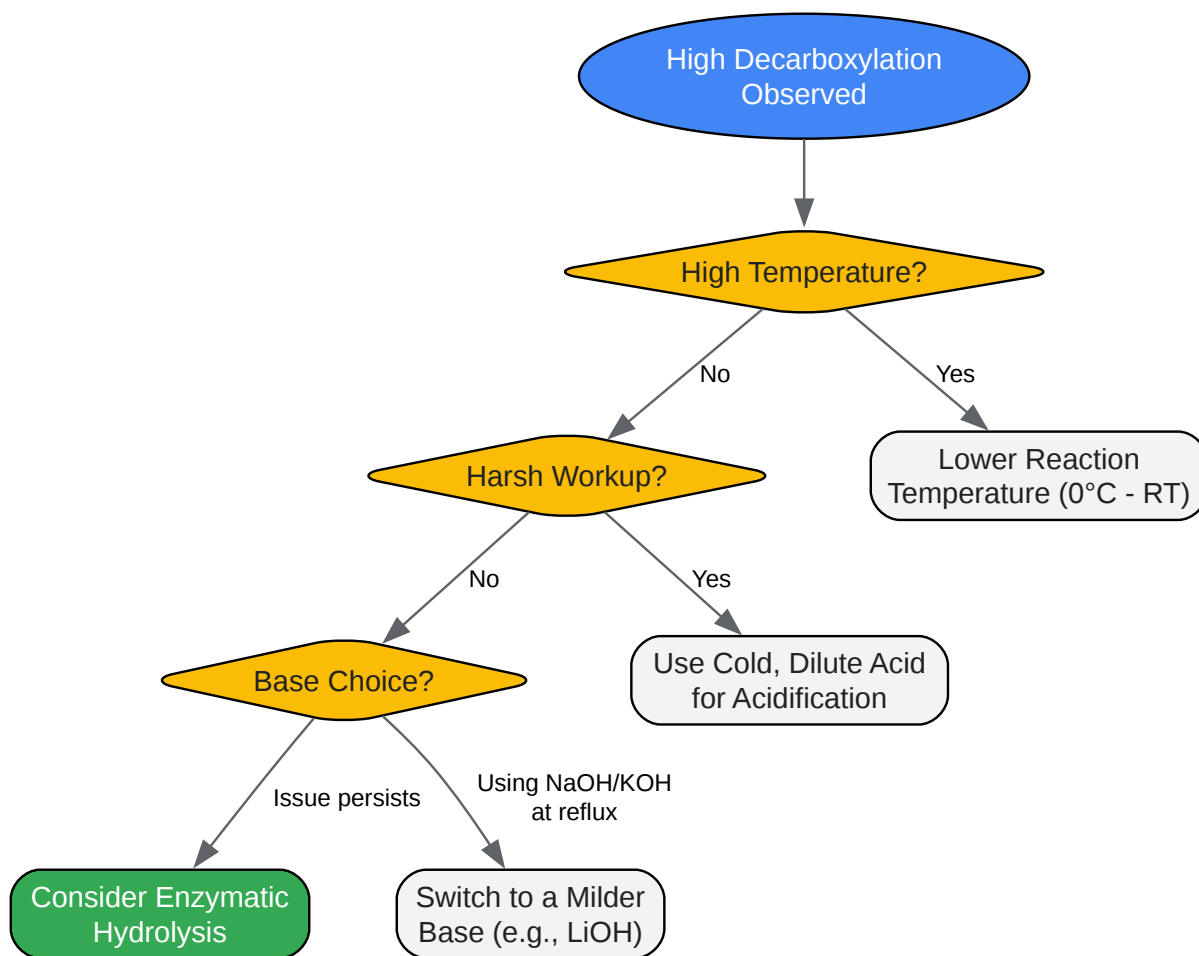 High Decarboxylation
Observed
High Temperature?
No
Yes
Lower Reaction
Temperature (0°C - RT)
Harsh Workup?
No
Yes
Use Cold, Dilute Acid
for Acidification
Base Choice?
Issue persists
Using NaOH/KOH
at reflux
Consider Enzymatic
Hydrolysis
Switch to a Milder
Base (e.g., LiOH)